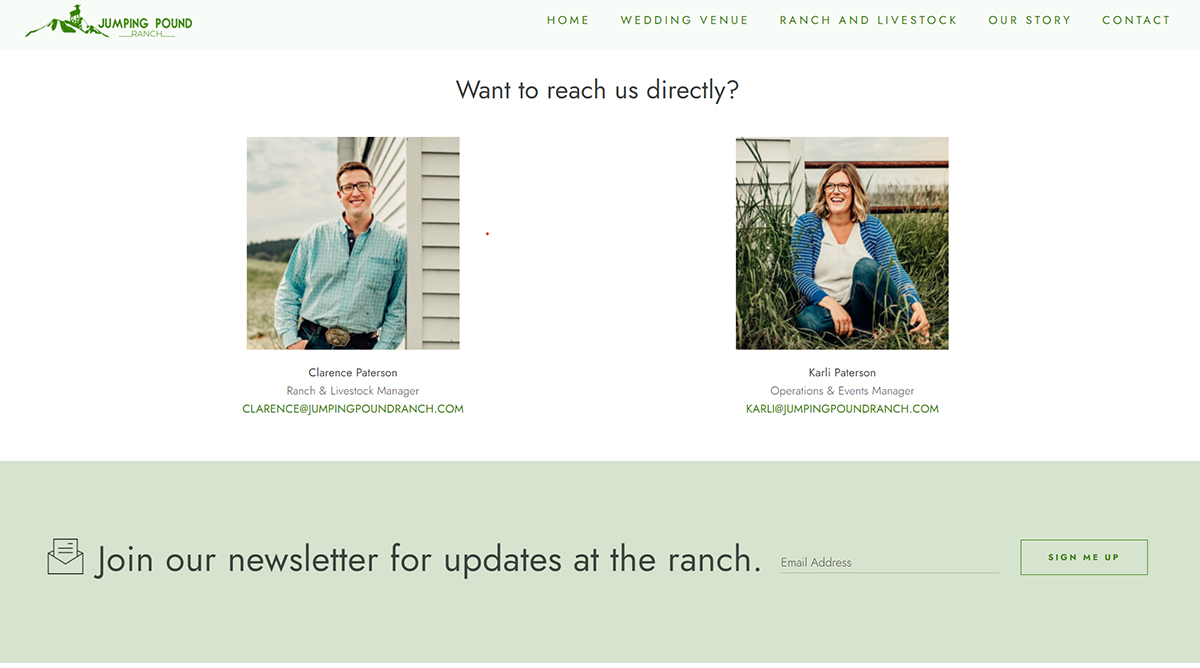 JUMPING POUND
RANCH
HOME
WEDDING VENUE
RANCH AND LIVESTOCK
OUR STORY
CONTACT
Want to reach us directly?
Clarence Paterson
Ranch & Livestock Manager
CLARENCE@JUMPINGPOUNDRANCH.COM
Karli Paterson
Operations & Events Manager
KARLI@JUMPINGPOUNDRANCH.COM
Join our newsletter for updates at the ranch.
Email Address
SIGN ME UP